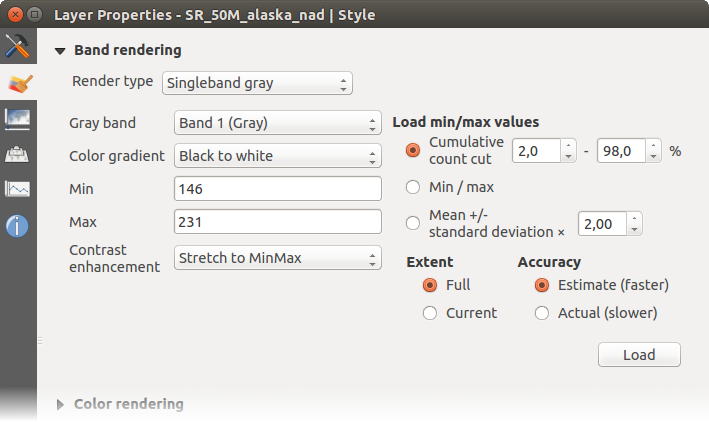 Layer Properties - SR_50M_alaska_nad | Style
Band rendering
Render type Singleband gray
Gray band Band 1 (Gray)
Color gradient Black to white
Min 146
Max 231
Contrast
enhancement Stretch to MinMax
Load min/max values
Cumulative
count cut 2,0 - 98,0 %
Min / max
Mean +/-
standard deviation × 2,00
Extent Accuracy
Full Estimate (faster)
Current Actual (slower)
Load
Color rendering